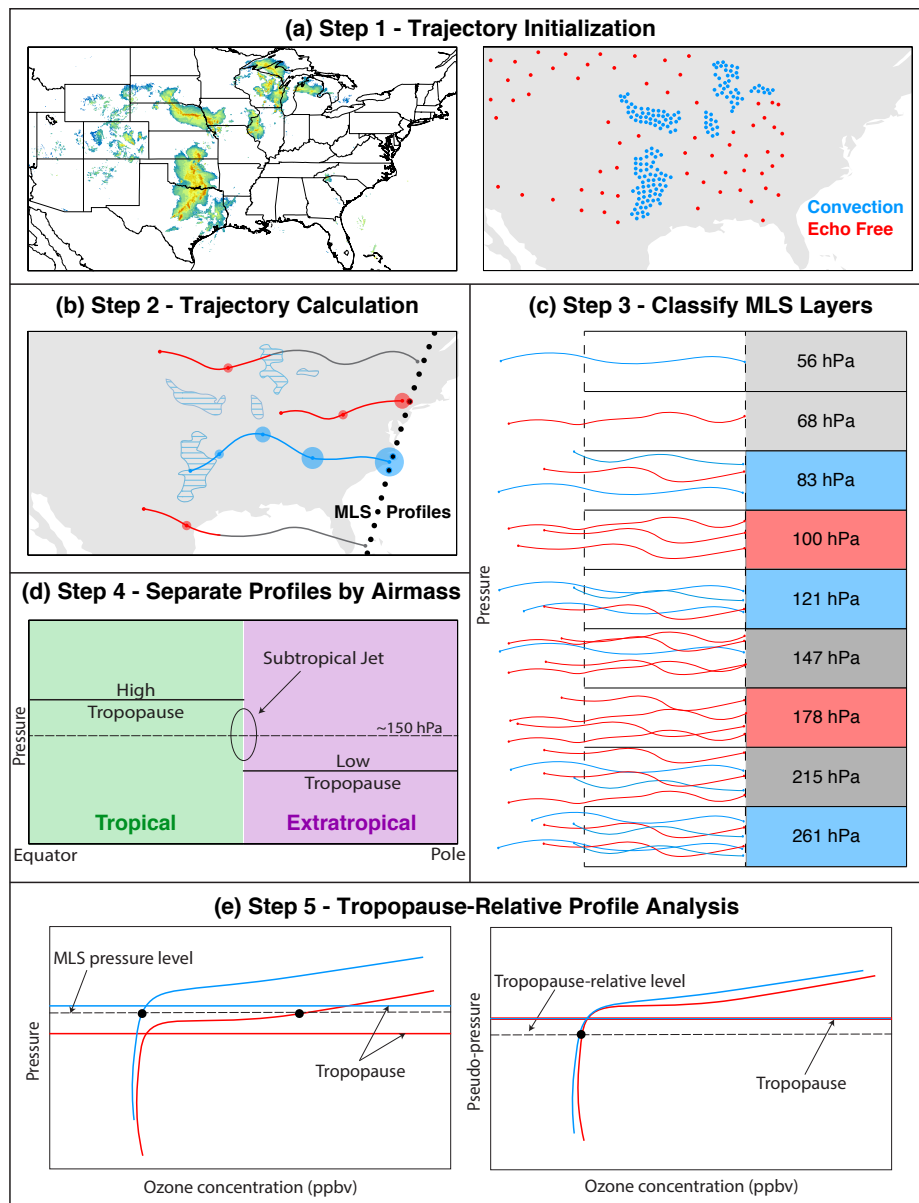 (a) Step 1 - Trajectory Initialization
Convection
Echo Free
(b) Step 2 - Trajectory Calculation
MLS Profiles
(c) Step 3 - Classify MLS Layers
Pressure
56 hPa
68 hPa
83 hPa
100 hPa
121 hPa
147 hPa
178 hPa
215 hPa
261 hPa
(d) Step 4 - Separate Profiles by Airmass
Pressure
High
Tropopause
Subtropical Jet
~150 hPa
Low
Tropopause
Tropical
Extratropical
Equator
Pole
(e) Step 5 - Tropopause-Relative Profile Analysis
MLS pressure level
Pressure
Tropopause
Ozone concentration (ppbv)
Tropopause-relative level
Pseudo-pressure
Tropopause
Ozone concentration (ppbv)